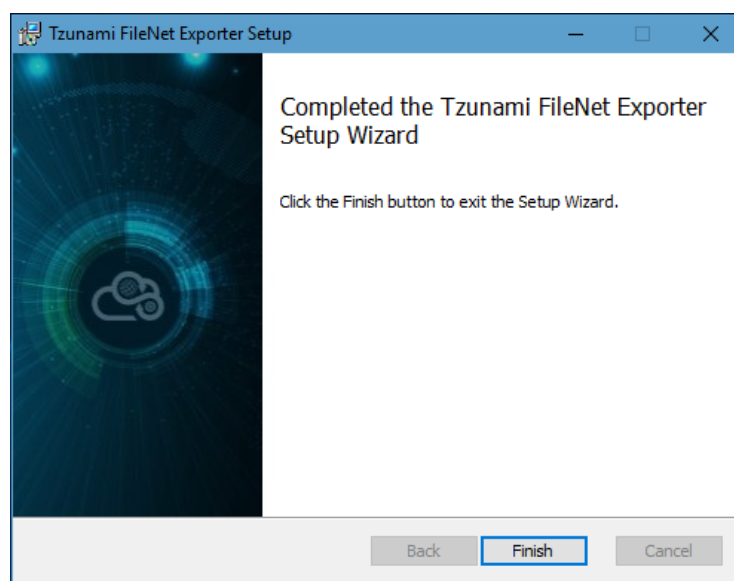 Tzunami FileNet Exporter Setup
Completed the Tzunami FileNet Exporter
Setup Wizard
Click the Finish button to exit the Setup Wizard.
Back
Finish
Cancel